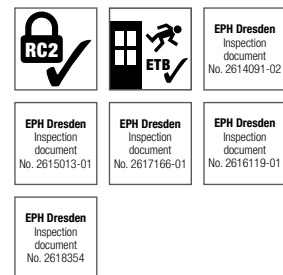 RC2
ETB
EPH Dresden
Inspection
document
No. 2614091-02
EPH Dresden
Inspection
document
No. 2615013-01
EPH Dresden
Inspection
document
No. 2617166-01
EPH Dresden
Inspection
document
No. 2616119-01
EPH Dresden
Inspection
document
No. 2618354